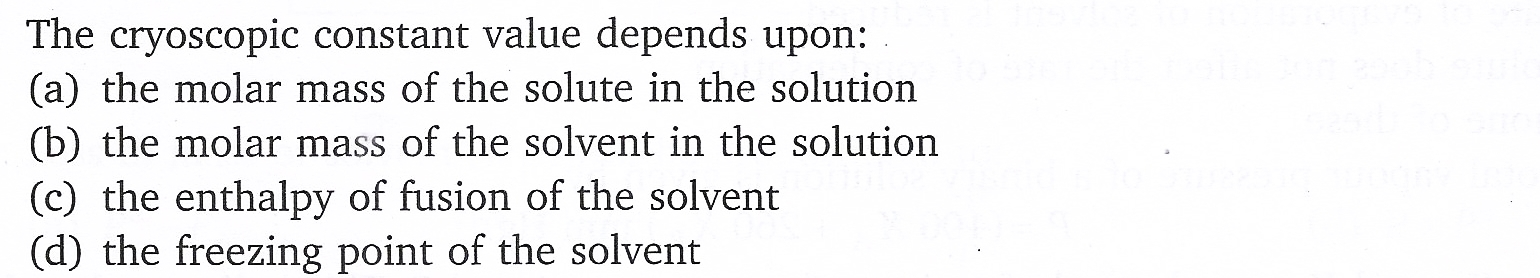 The cryoscopic constant value depends upon:
(a) the molar mass of the solute in the solution
(b) the molar mass of the solvent in the solution
(c) the enthalpy of fusion of the solvent
(d) the freezing point of the solvent